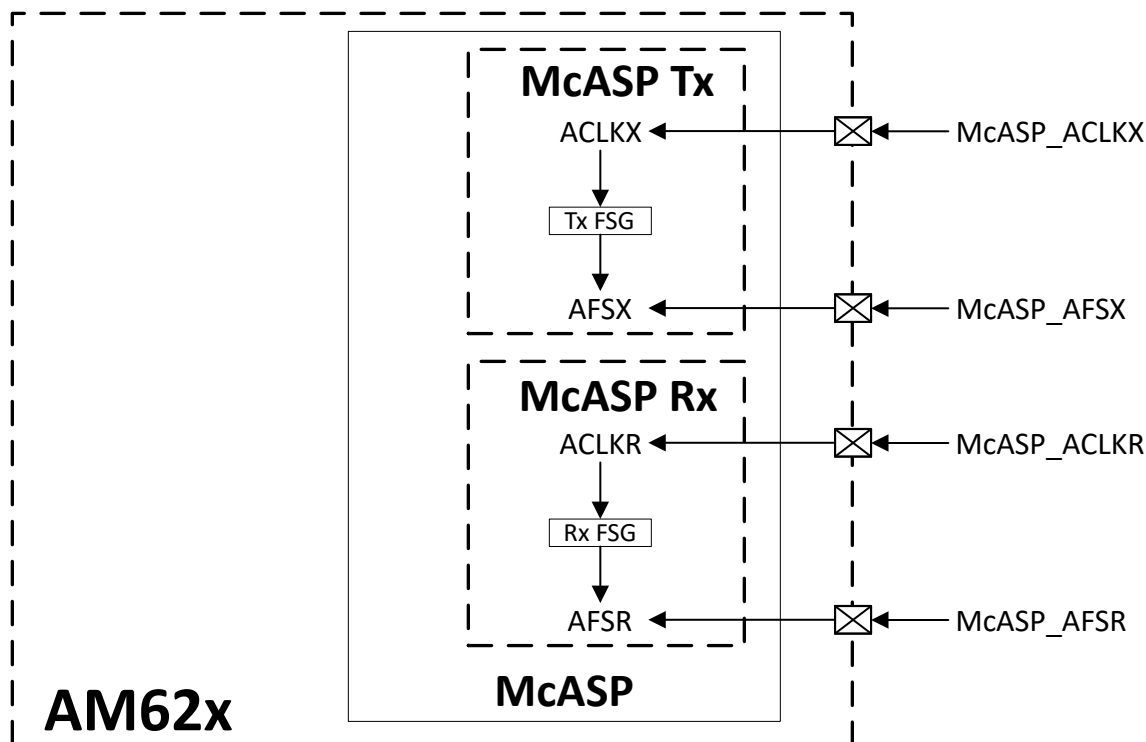 McASP Tx
ACLKX
McASP_ACLKX
Tx FSG
AFSX
McASP_AFSX
McASP Rx
ACLKR
McASP_ACLKR
Rx FSG
AFSR
McASP_AFSR
McASP
AM62x